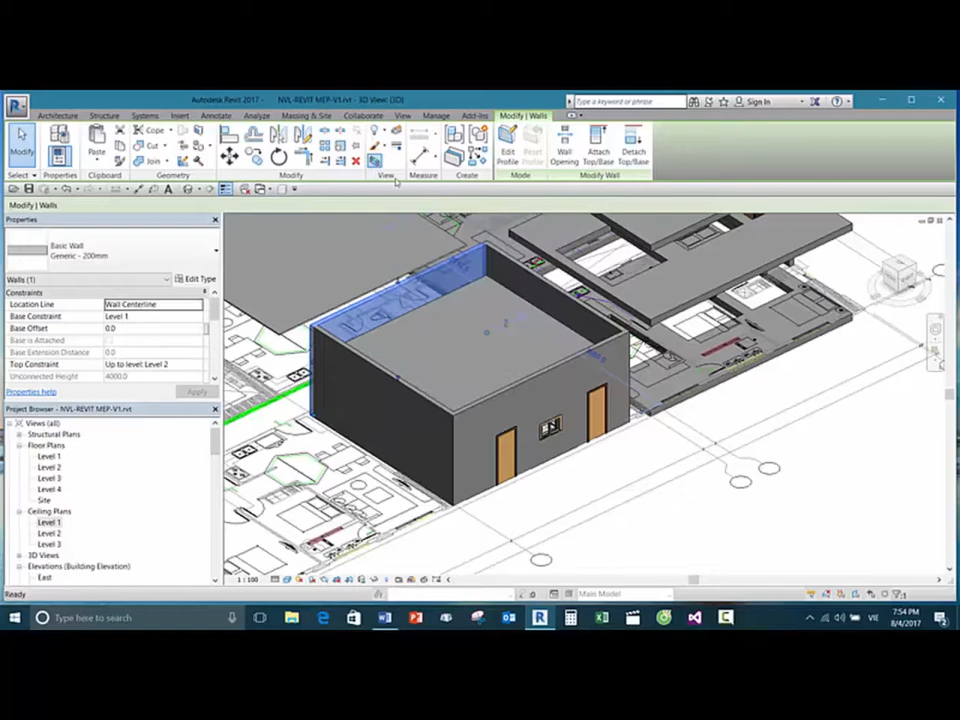 Autodesk Revit 2017 - NVL-REVIT MEP-V1.rvt - 3D View: {3D}
Type a keyword or phrase
Sign In
Architecture Structure Systems Insert Annotate Analyze Massing & Site Collaborate View Manage Add-Ins Modify | Walls
Modify
Paste
Cope
Cut
Join
Edit Profile
Reset Profile
Wall Opening
Attach Top/Base
Detach Top/Base
Select Properties Clipboard Geometry Modify View Measure Create Mode Modify Wall
Modify | Walls
Properties
Basic Wall
Generic - 200mm
Walls (1)
Edit Type
Constraints
Location Line Wall Centerline
Base Constraint Level 1
Base Offset 0.0
Base is Attached
Base Extension Distance 0.0
Top Constraint Up to level: Level 2
Unconnected Height 4000.0
Properties help
Apply
Project Browser - NVL-REVIT MEP-V1.rvt
Views (all)
Structural Plans
Floor Plans
Level 1
Level 2
Level 3
Level 4
Site
Ceiling Plans
Level 1
Level 2
Level 3
3D Views
Elevations (Building Elevation)
East
1 : 100
Ready
Main Model
Type here to search
VIE
7:54 PM
8/4/2017